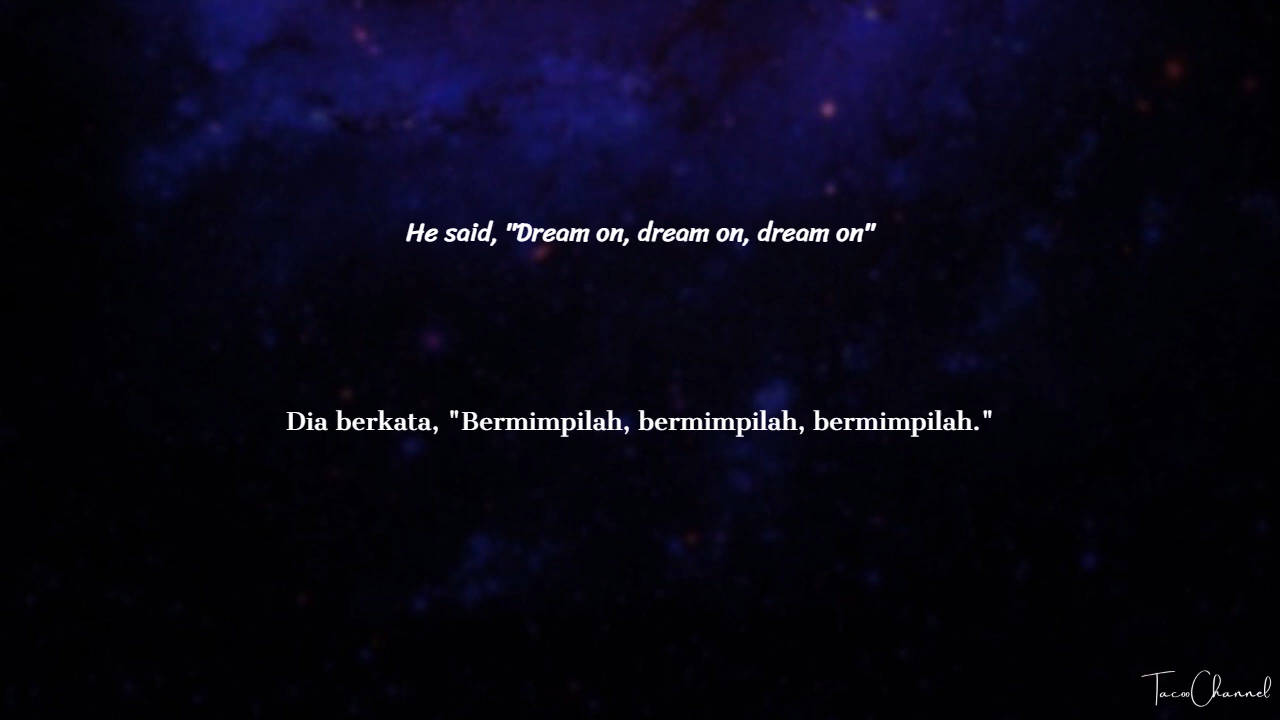 He said, "Dream on, dream on, dream on"
Dia berkata, "Bermimpilah, bermimpilah, bermimpilah."
TacooChannel